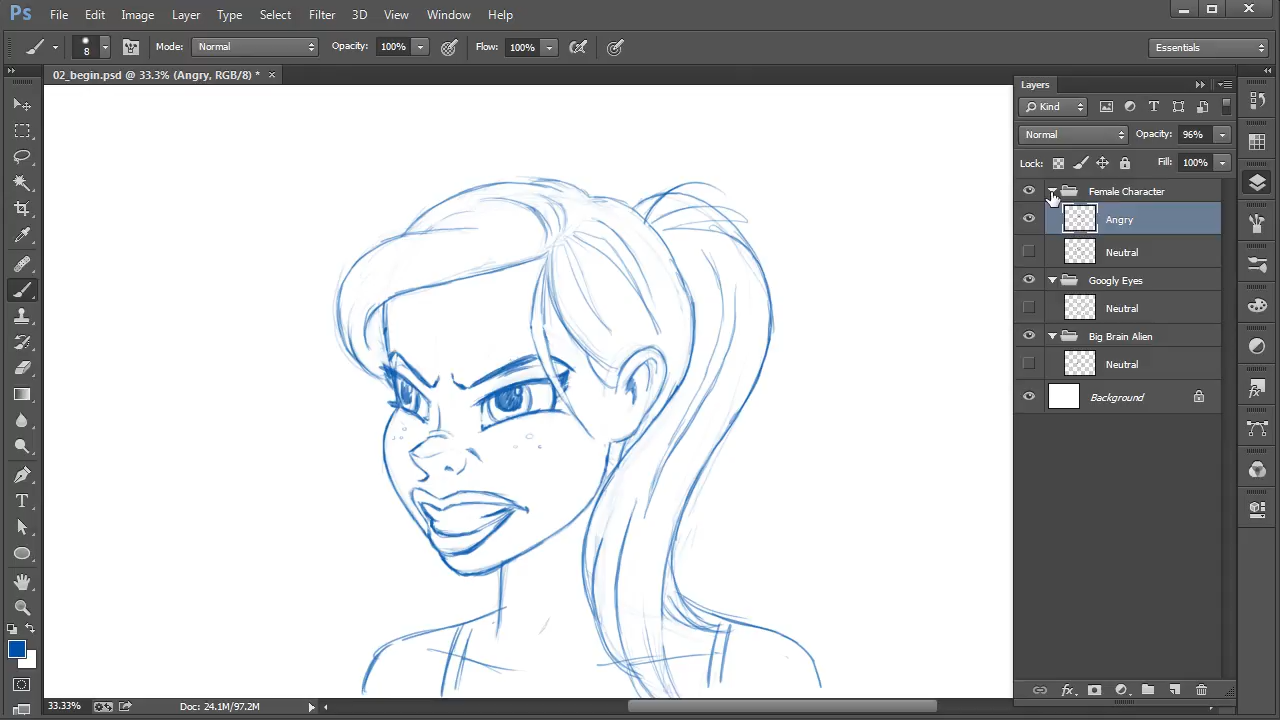 Ps File Edit Image Layer Type Select Filter 3D View Window Help
8 Mode: Normal Opacity: 100% Flow: 100% Essentials
02_begin.psd @ 33.3% (Angry, RGB/8) * ×
Layers
Kind T
Normal Opacity: 96%
Lock: Fill: 100%
Female Character
Angry
Neutral
Googly Eyes
Neutral
Big Brain Alien
Neutral
Background
T
33.33% Doc: 24.1M/97.2M
fx